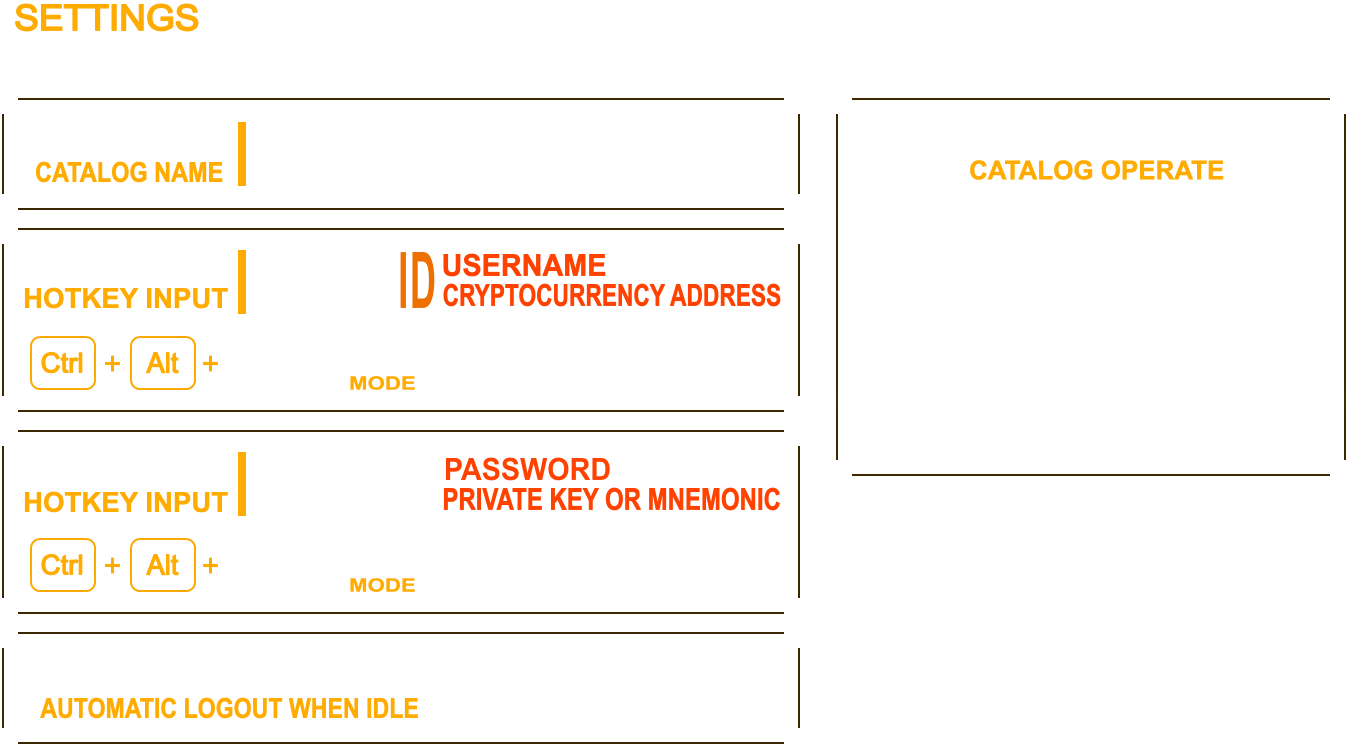 SETTINGS
CATALOG NAME
HOTKEY INPUT
ID
USERNAME
CRYPTOCURRENCY ADDRESS
Ctrl + Alt +
MODE
HOTKEY INPUT
PASSWORD
PRIVATE KEY OR MNEMONIC
Ctrl + Alt +
MODE
AUTOMATIC LOGOUT WHEN IDLE
CATALOG OPERATE